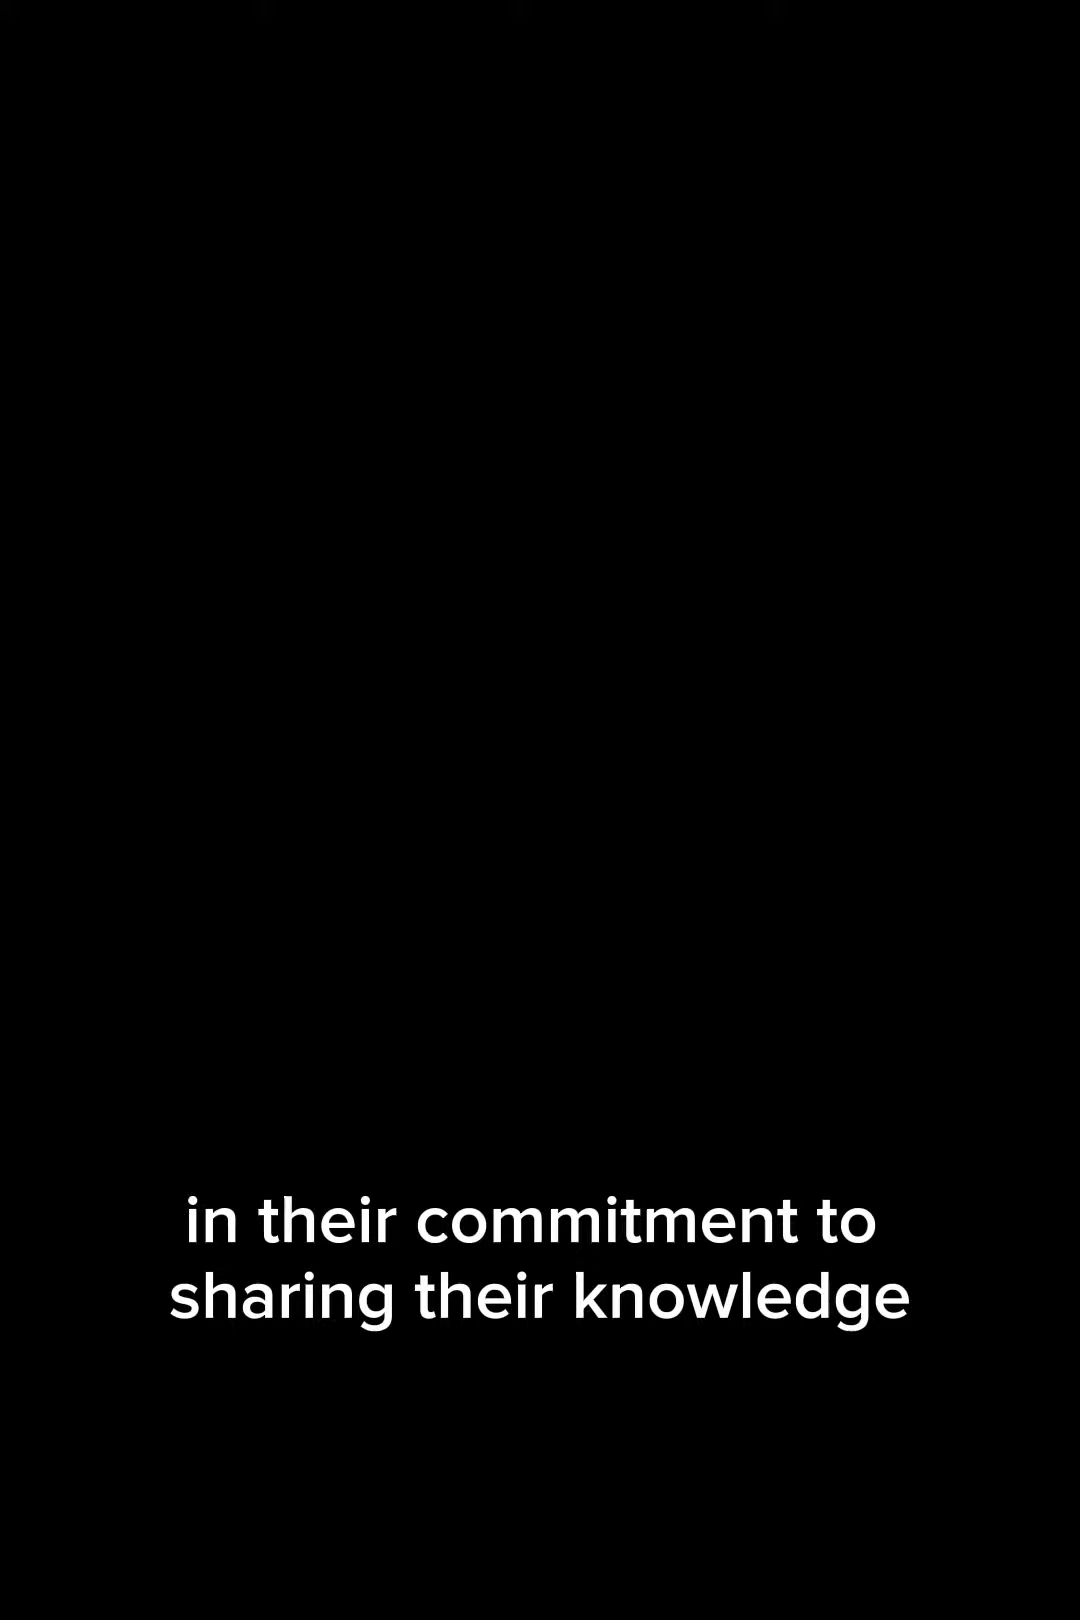 in their commitment to
sharing their knowledge